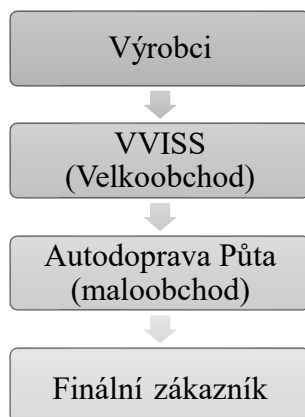 Výrobci
VVISS
(Velkoobchod)
Autodoprava Půta
(maloobchod)
Finální zákazník